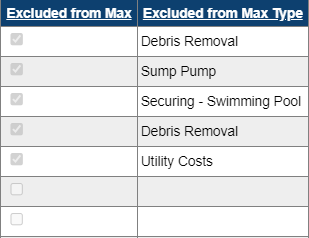 Excluded from Max Excluded from Max Type
Debris Removal
Sump Pump
Securing - Swimming Pool
Debris Removal
Utility Costs